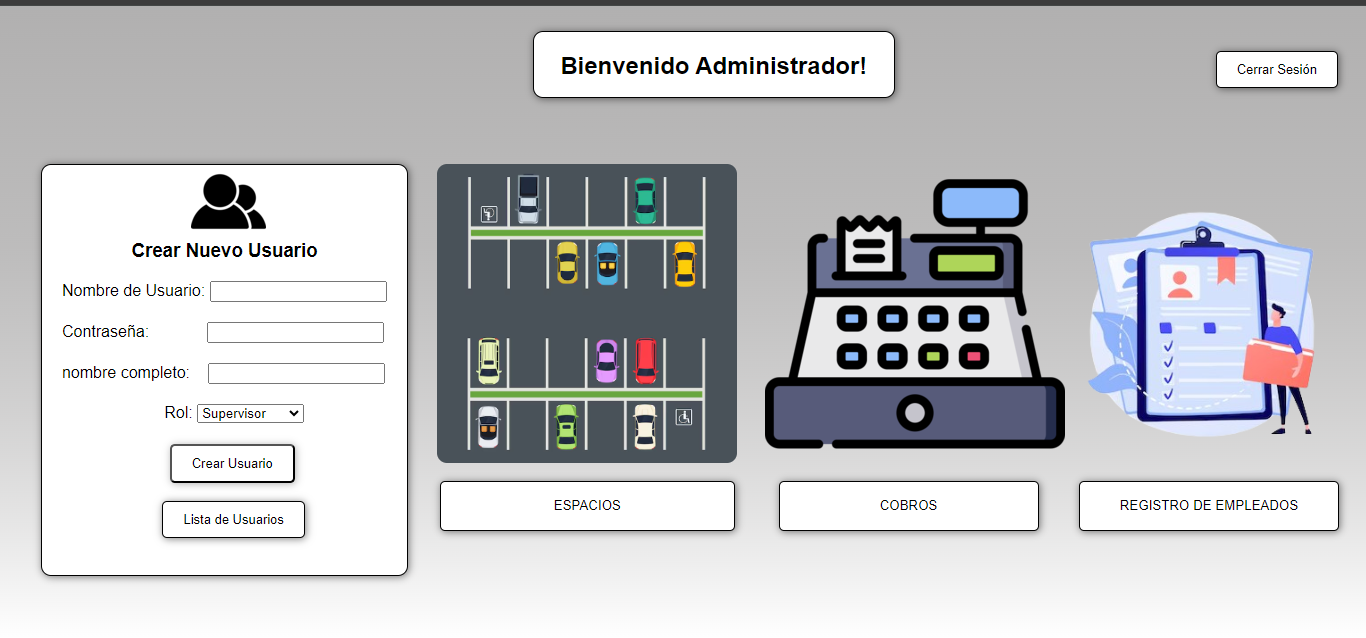 Bienvenido Administrador!
Cerrar Sesión
Crear Nuevo Usuario
Nombre de Usuario:
Contraseña:
nombre completo:
Rol: Supervisor
Crear Usuario
Lista de Usuarios
ESPACIOS
COBROS
REGISTRO DE EMPLEADOS